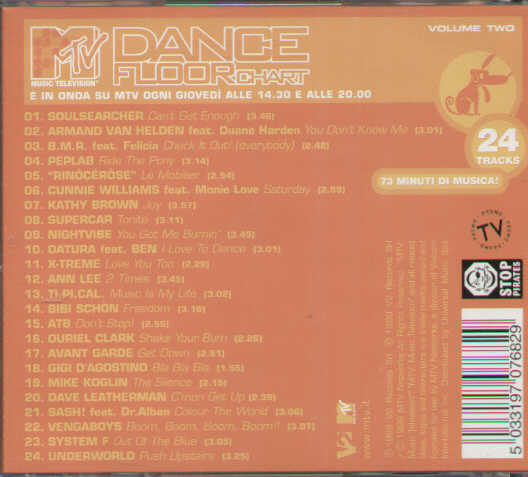 MTV
MUSIC TELEVISION
DANCE
FLOOR CHART
VOLUME TWO
È IN ONDA SU MTV OGNI GIOVEDÌ ALLE 14.30 E ALLE 20.00
01. SOULSEARCHER Can't Get Enough [3.46]
02. ARMAND VAN HELDEN feat. Duane Harden You Don't Know Me [3.01]
03. B.M.R. feat. Felicia Check It Out! (everybody) [2.48]
04. PEPLAB Ride The Pony [3.14]
05. "RINÔCÉRÔSE" Le Mobilier [2.54]
06. CUNNIE WILLIAMS feat. Monie Love Saturday [2.59]
07. KATHY BROWN Joy [3.57]
08. SUPERCAR Tonite [3.11]
09. NIGHTVIBE "You Got Me Burnin" [3.49]
10. DATURA feat. BEN I Love To Dance [3.01]
11. X-TREME Love You Too [2.29]
12. ANN LEE 2 Times [3.45]
13. TI.PI.CAL. Music Is My Life [3.02]
14. BIBI SCHÖN Freedom [3.16]
15. ATB Don't Stop! [2.55]
16. OURIEL CLARK Shake Your Burn [2.26]
17. AVANT GARDE Get Down [2.51]
18. GIGI D'AGOSTINO Bla Bla Bla [1.55]
19. MIKE KOGLIN The Silence [2.19]
20. DAVE LEATHERMAN C'mon Get Up [2.39]
21. SASH! feat. Dr.Alban Colour The World [3.06]
22. VENGABOYS Boom, Boom, Boom, Boom!! [3.01]
23. SYSTEM F Out Of The Blue [3.05]
24. UNDERWORLD Push Upstairs [3.25]
24
TRACKS
73 MINUTI DI MUSICA!
PROMO
TV
STOP
PIRATES
V2
MTV
www.mtv.it
5 033197 076829